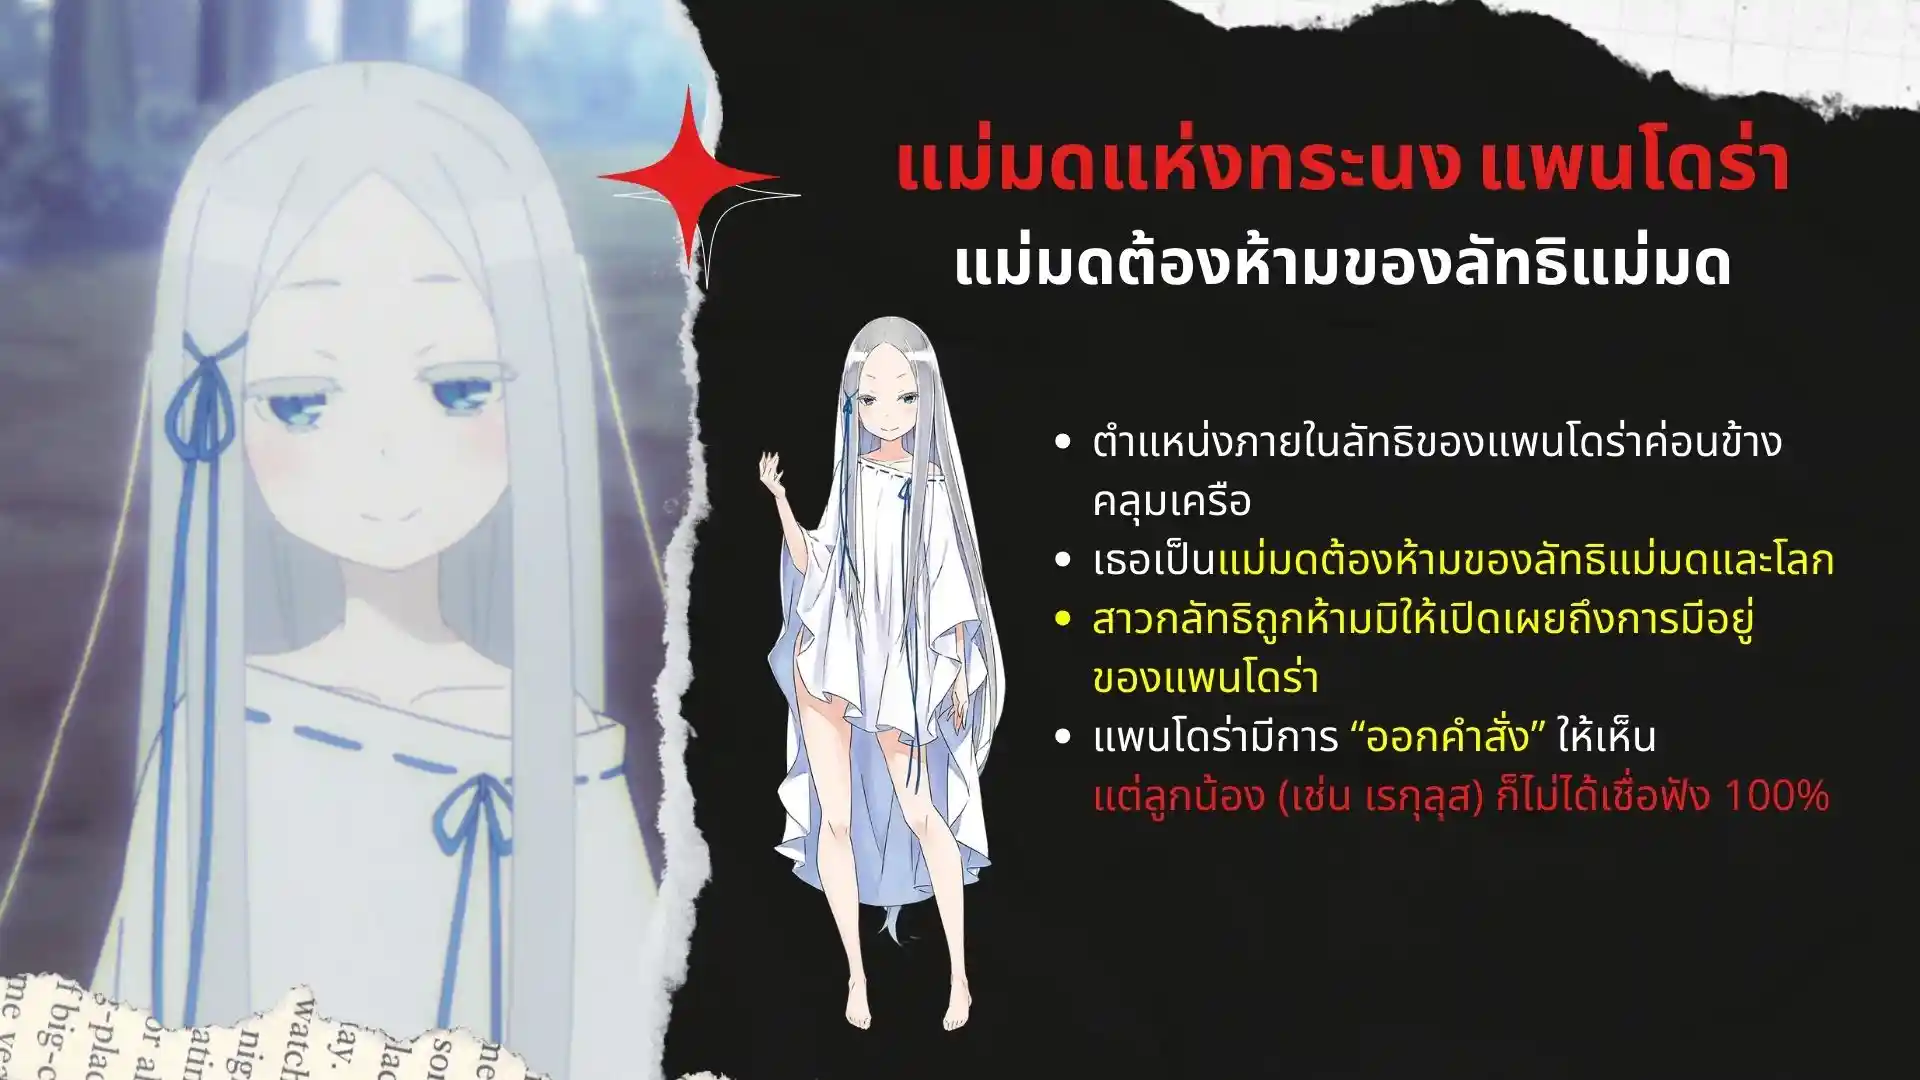 แม่มดแห่งทระนง แพนโดร่า
แม่มดต้องห้ามของลัทธิแม่มด
• ตำแหน่งภายในลัทธิของแพนโดร่าค่อนข้าง
คลุมเครือ
• เธอเป็นแม่มดต้องห้ามของลัทธิแม่มดและโลก
• สาวกลัทธิถูกห้ามมิให้เปิดเผยถึงการมีอยู่
ของแพนโดร่า
• แพนโดร่ามีการ “ออกคำสั่ง” ให้เห็น
แต่ลูกน้อง (เช่น เรกุลุส) ก็ไม่ได้เชื่อฟัง 100%
me
f big-c
or
night
watch
lay.
me